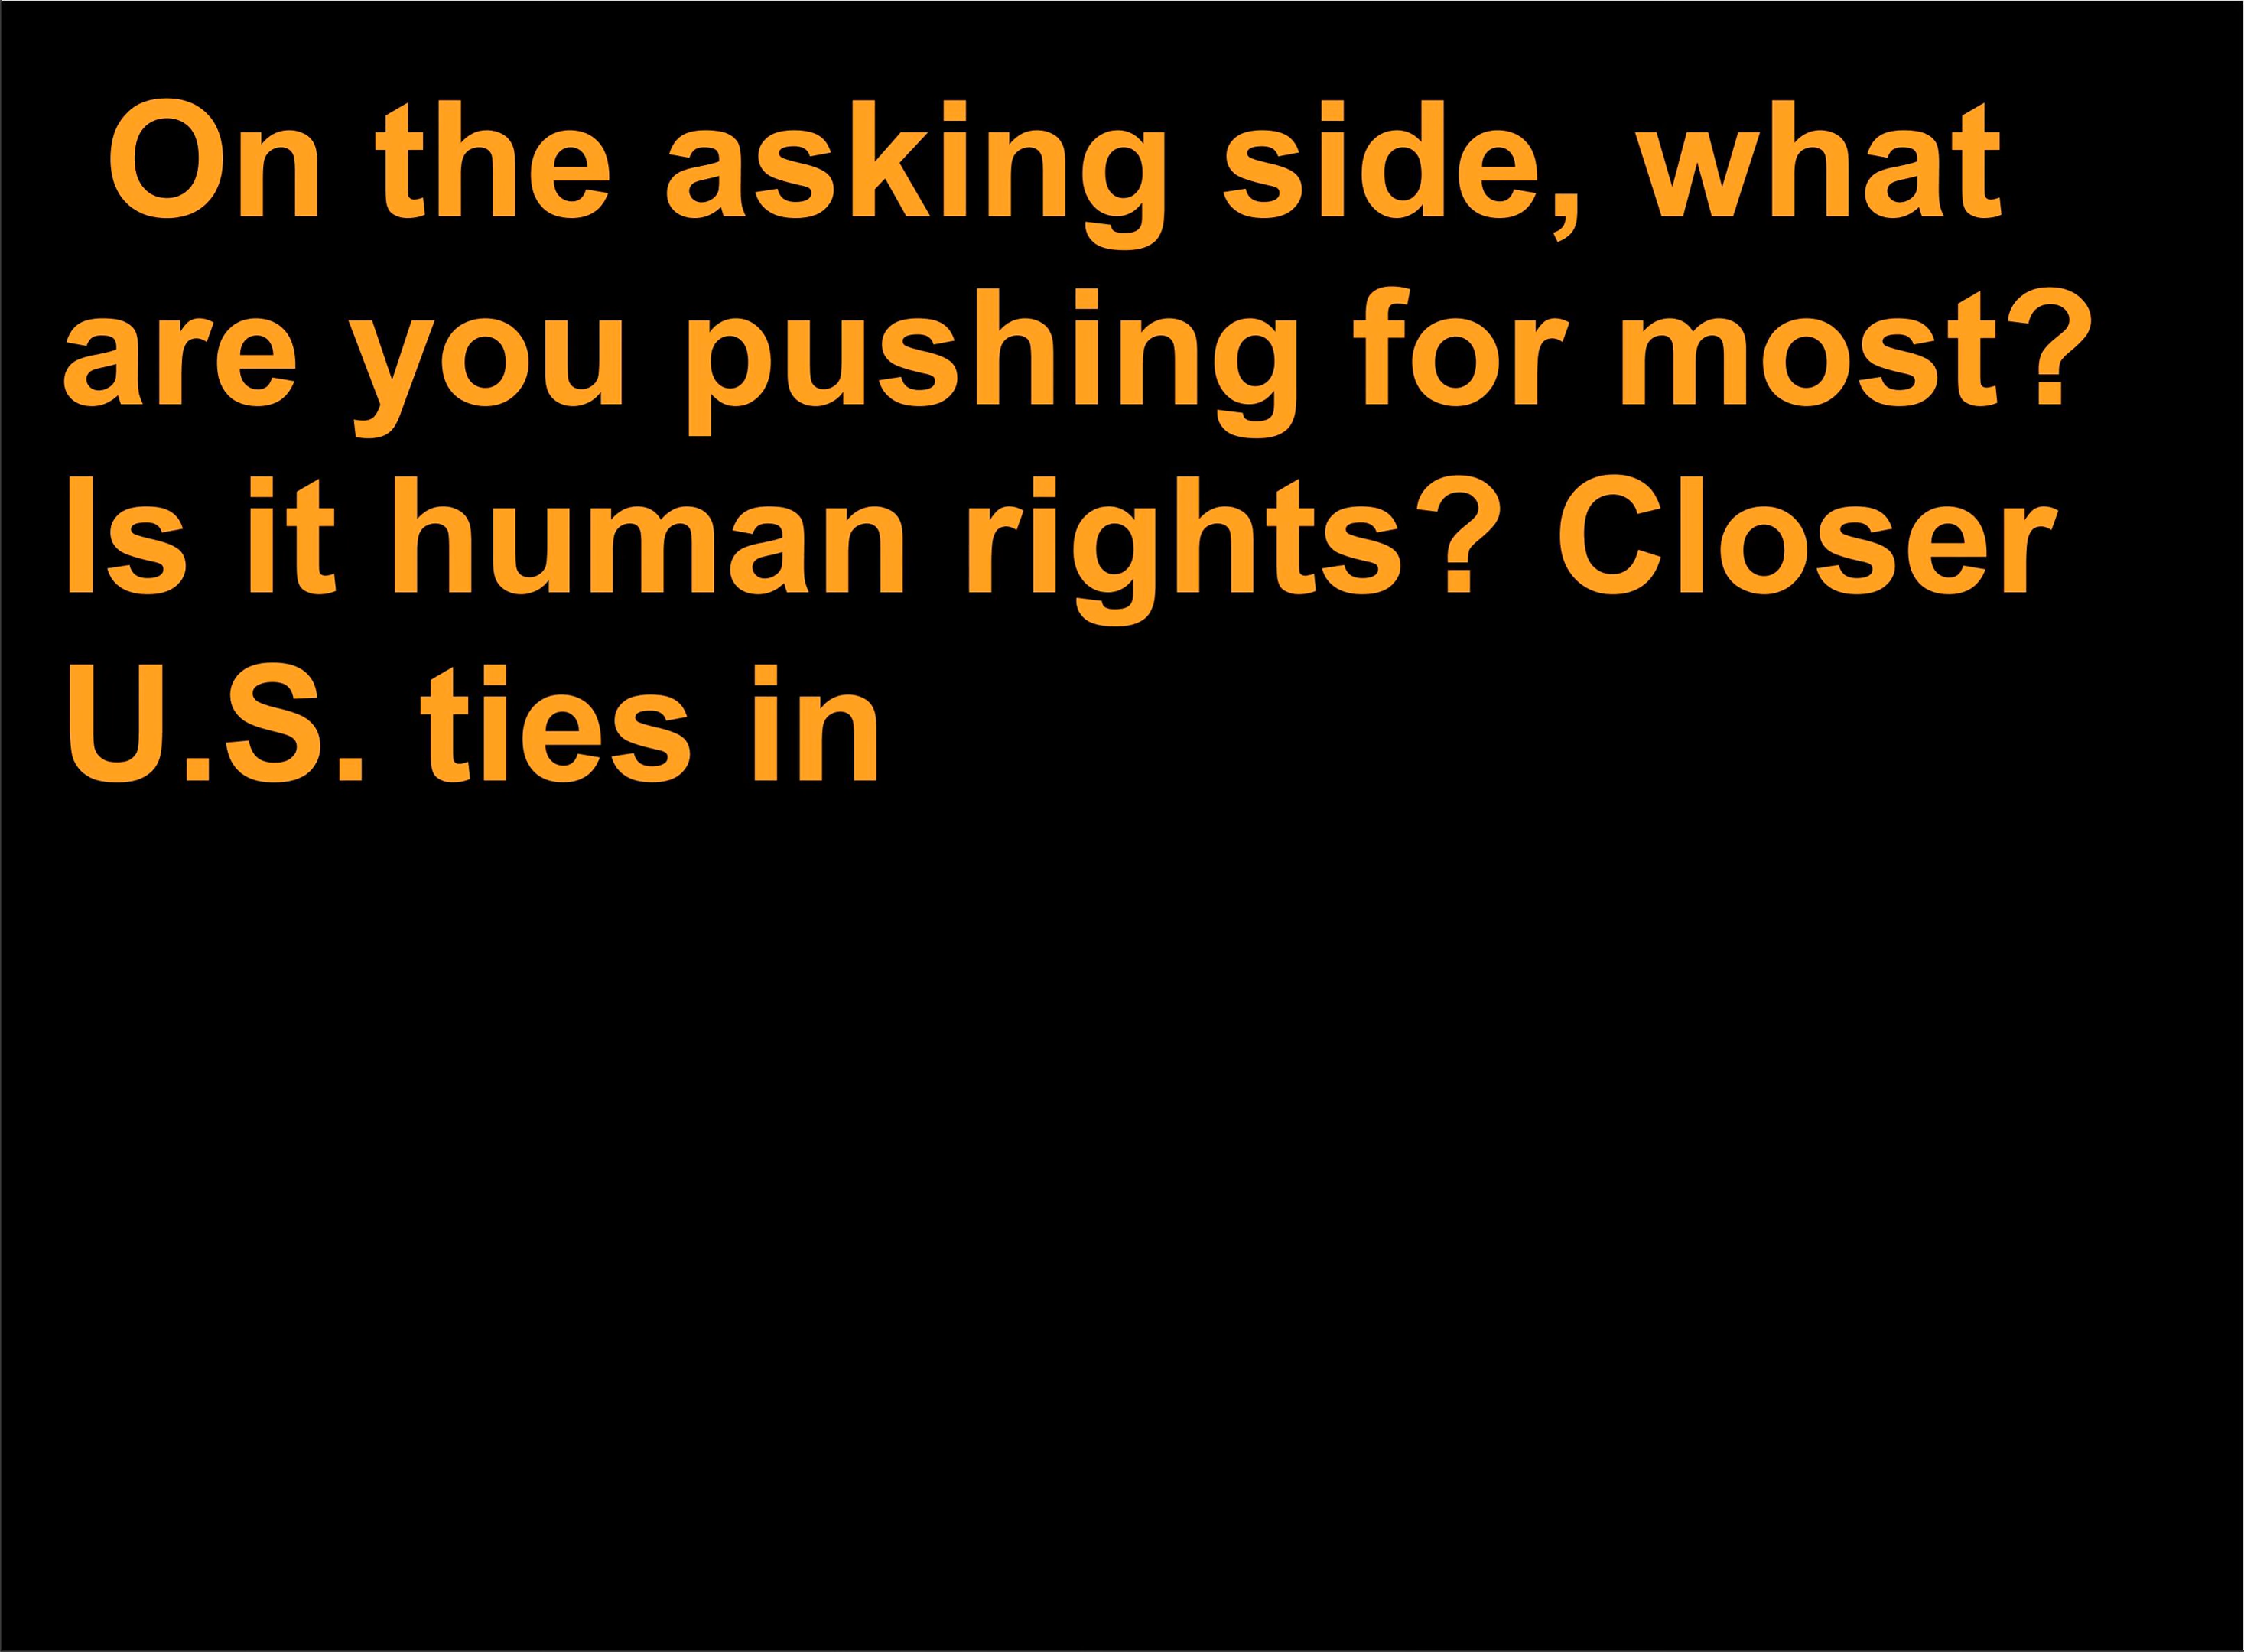 On the asking side, what
are you pushing for most?
Is it human rights? Closer
U.S. ties in